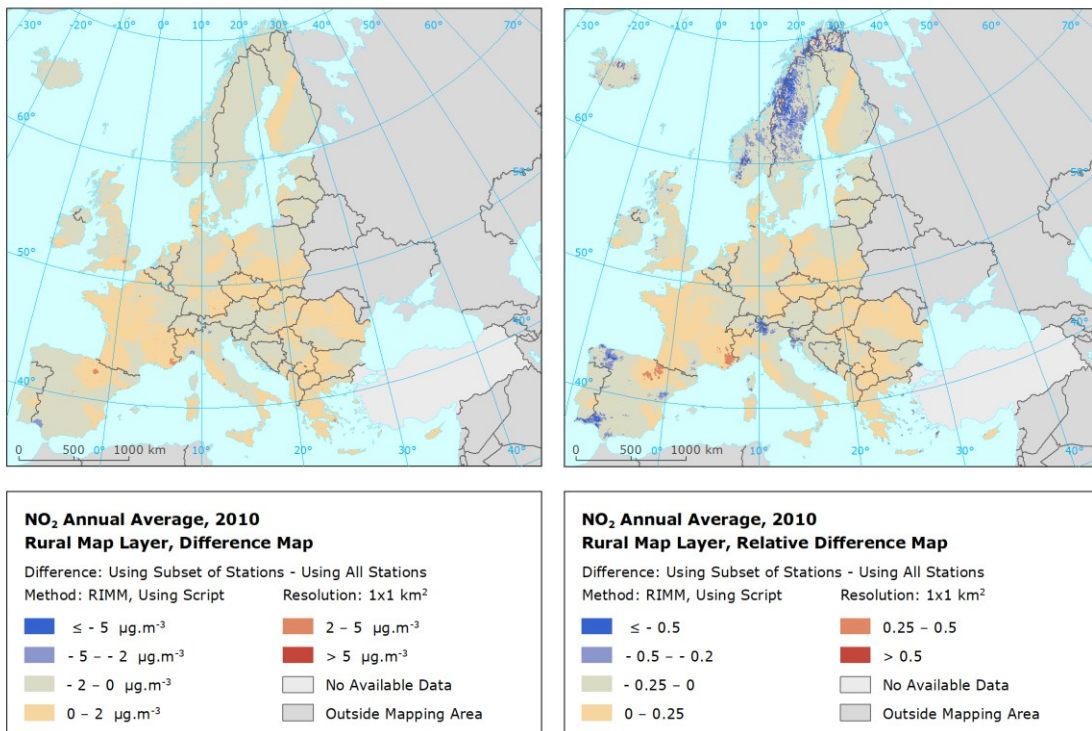 -30° -20° -10° 0° 10° 20° 30° 40° 50° 60° 70°
60°
50°
50°
40°
40°
0 500 1000 km
0° 10° 20° 30° 40°
-30° -20° -10° 0° 10° 20° 30° 40° 50° 60° 70°
60°
50°
50°
40°
40°
0 500 1000 km
0° 10° 20° 30° 40°
NO₂ Annual Average, 2010
Rural Map Layer, Difference Map
Difference: Using Subset of Stations - Using All Stations
Method: RIMM, Using Script Resolution: 1x1 km²
≤ - 5 µg.m⁻³ 2 – 5 µg.m⁻³
- 5 – - 2 µg.m⁻³ > 5 µg.m⁻³
- 2 – 0 µg.m⁻³ No Available Data
0 – 2 µg.m⁻³ Outside Mapping Area
NO₂ Annual Average, 2010
Rural Map Layer, Relative Difference Map
Difference: Using Subset of Stations - Using All Stations
Method: RIMM, Using Script Resolution: 1x1 km²
≤ - 0.5 0.25 – 0.5
- 0.5 – - 0.2 > 0.5
- 0.25 – 0 No Available Data
0 – 0.25 Outside Mapping Area